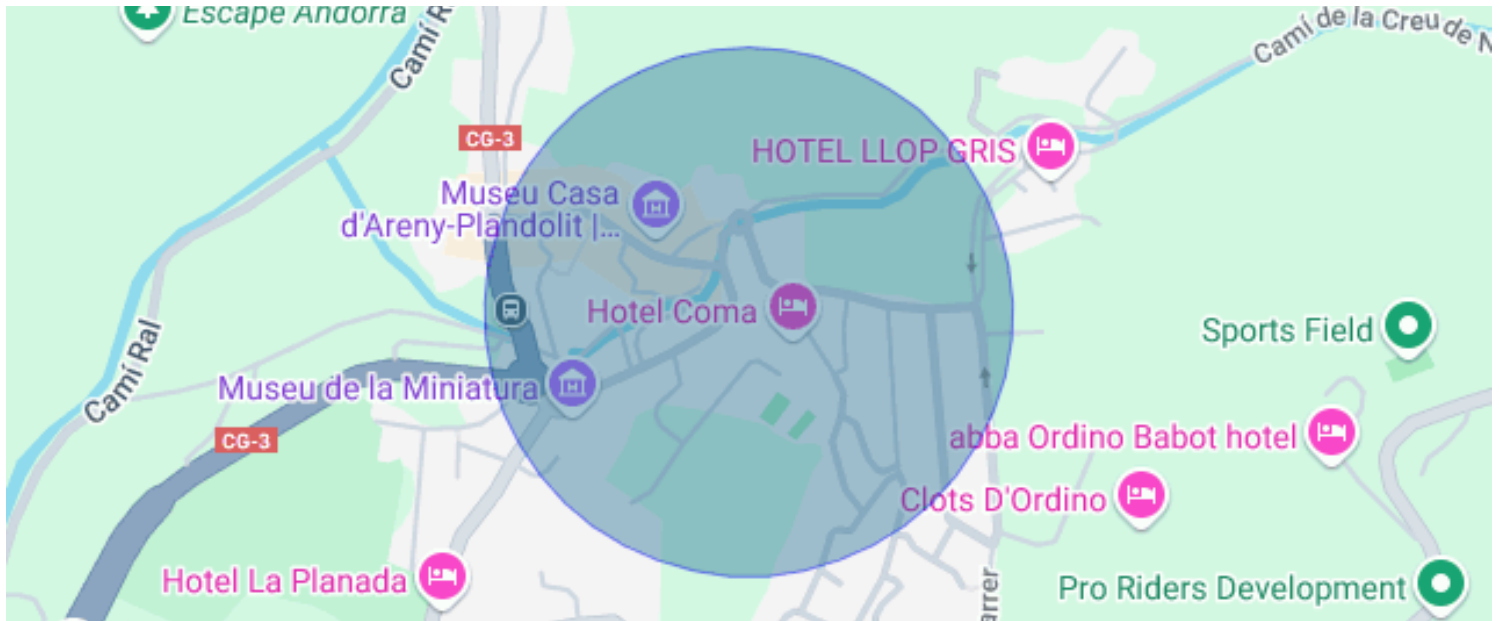 Escape Andorra
Camí R
Camí de la Creu de N
CG-3
HOTEL LLOP GRIS
Museu Casa
d'Areny-Plandolit |...
Hotel Coma
Sports Field
Camí Ral
Museu de la Miniatura
CG-3
abba Ordino Babot hotel
Clots D'Ordino
Hotel La Planada
arrer
Pro Riders Development